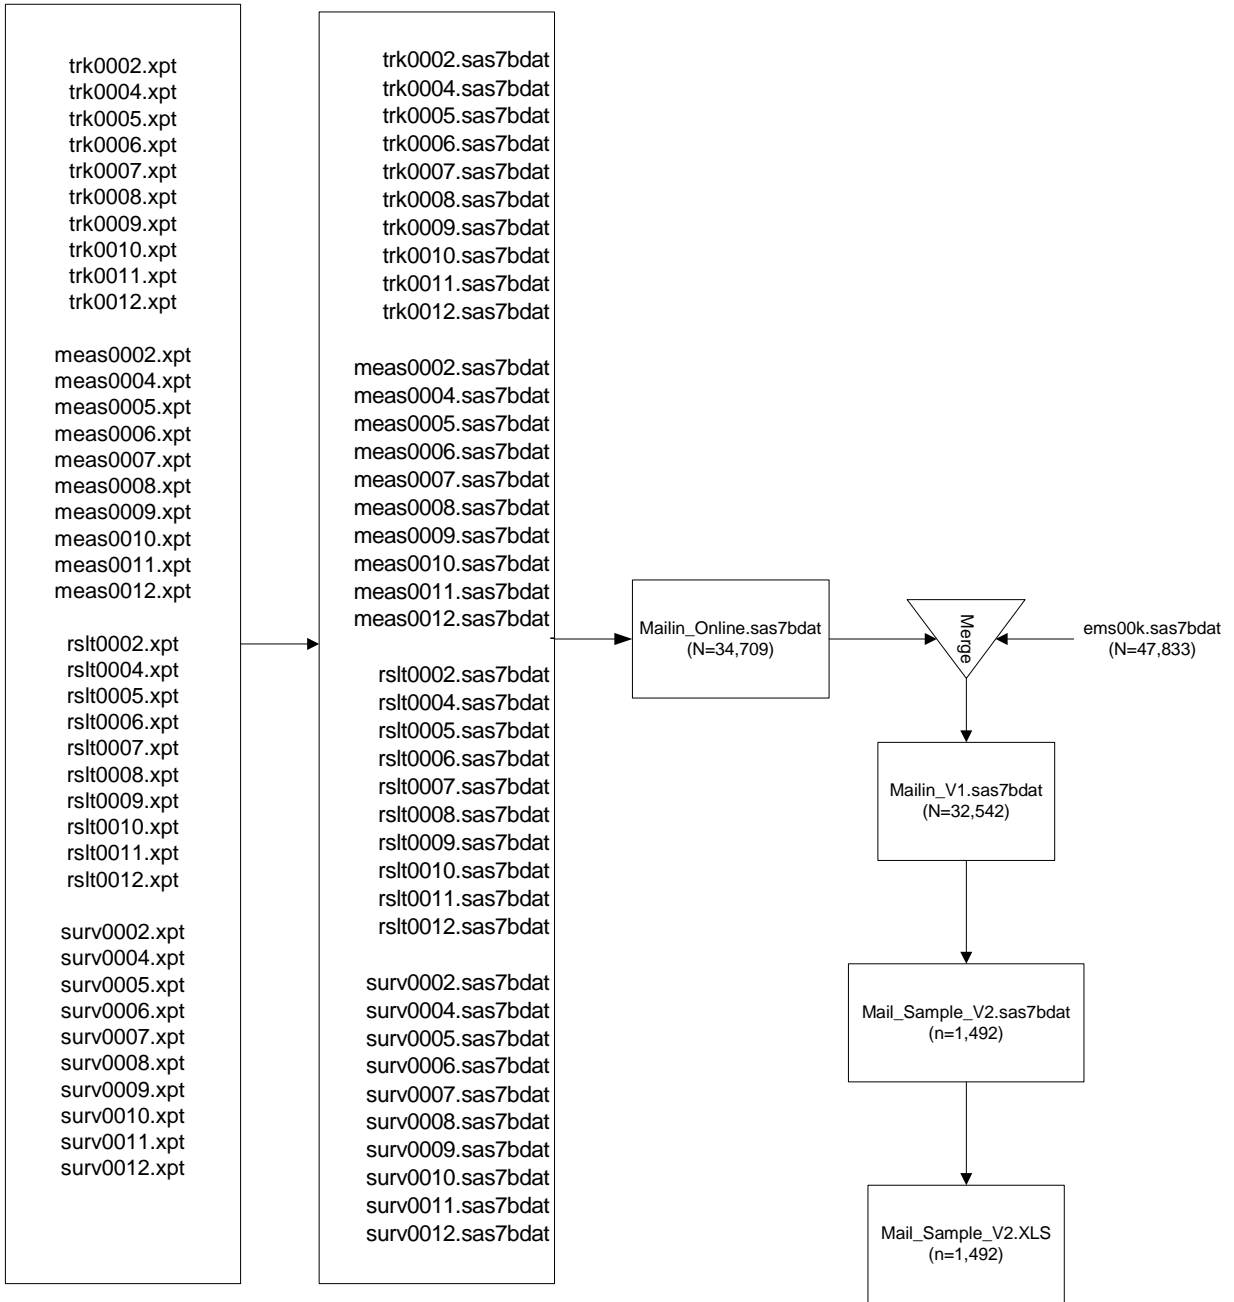 trk0002.xpt
trk0004.xpt
trk0005.xpt
trk0006.xpt
trk0007.xpt
trk0008.xpt
trk0009.xpt
trk0010.xpt
trk0011.xpt
trk0012.xpt
meas0002.xpt
meas0004.xpt
meas0005.xpt
meas0006.xpt
meas0007.xpt
meas0008.xpt
meas0009.xpt
meas0010.xpt
meas0011.xpt
meas0012.xpt
rslt0002.xpt
rslt0004.xpt
rslt0005.xpt
rslt0006.xpt
rslt0007.xpt
rslt0008.xpt
rslt0009.xpt
rslt0010.xpt
rslt0011.xpt
rslt0012.xpt
surv0002.xpt
surv0004.xpt
surv0005.xpt
surv0006.xpt
surv0007.xpt
surv0008.xpt
surv0009.xpt
surv0010.xpt
surv0011.xpt
surv0012.xpt
trk0002.sas7bdat
trk0004.sas7bdat
trk0005.sas7bdat
trk0006.sas7bdat
trk0007.sas7bdat
trk0008.sas7bdat
trk0009.sas7bdat
trk0010.sas7bdat
trk0011.sas7bdat
trk0012.sas7bdat
meas0002.sas7bdat
meas0004.sas7bdat
meas0005.sas7bdat
meas0006.sas7bdat
meas0007.sas7bdat
meas0008.sas7bdat
meas0009.sas7bdat
meas0010.sas7bdat
meas0011.sas7bdat
meas0012.sas7bdat
rslt0002.sas7bdat
rslt0004.sas7bdat
rslt0005.sas7bdat
rslt0006.sas7bdat
rslt0007.sas7bdat
rslt0008.sas7bdat
rslt0009.sas7bdat
rslt0010.sas7bdat
rslt0011.sas7bdat
rslt0012.sas7bdat
surv0002.sas7bdat
surv0004.sas7bdat
surv0005.sas7bdat
surv0006.sas7bdat
surv0007.sas7bdat
surv0008.sas7bdat
surv0009.sas7bdat
surv0010.sas7bdat
surv0011.sas7bdat
surv0012.sas7bdat
Mailin_Online.sas7bdat
(N=34,709)
Merge
ems00k.sas7bdat
(N=47,833)
Mailin_V1.sas7bdat
(N=32,542)
Mail_Sample_V2.sas7bdat
(n=1,492)
Mail_Sample_V2.XLS
(n=1,492)